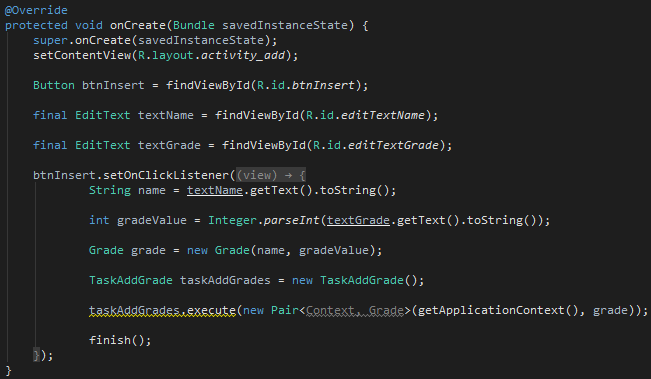 @Override
protected void onCreate(Bundle savedInstanceState) {
super.onCreate(savedInstanceState);
setContentView(R.layout.activity_add);
Button btnInsert = findViewById(R.id.btnInsert);
final EditText textName = findViewById(R.id.editTextName);
final EditText textGrade = findViewById(R.id.editTextGrade);
btnInsert.setOnClickListener((view) → {
String name = textName.getText().toString();
int gradeValue = Integer.parseInt(textGrade.getText().toString());
Grade grade = new Grade(name, gradeValue);
TaskAddGrade taskAddGrades = new TaskAddGrade();
taskAddGrades.execute(new Pair<Context, Grade>(getApplicationContext(), grade));
finish();
});
}